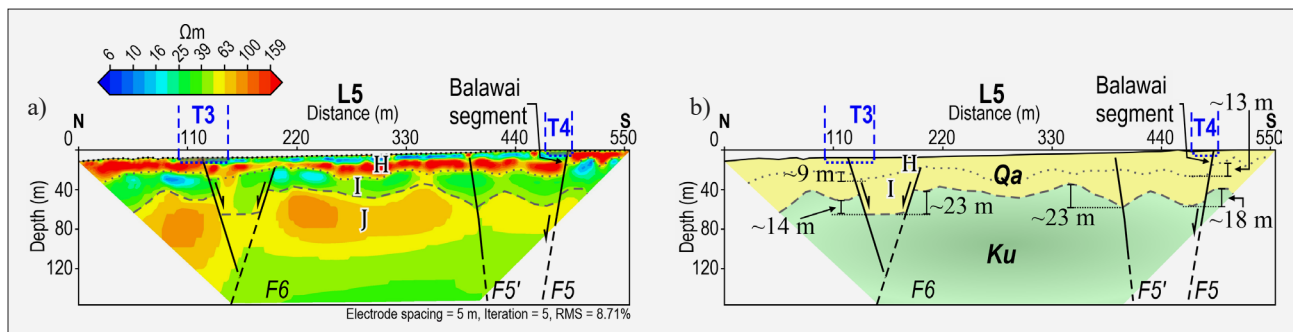 Ωm
6 10 16 25 39 63 100 159
a)
N
T3
L5
Distance (m)
Balawai
segment
T4
S
0 110 220 330 440 550
0
40
80
120
Depth (m)
H
I
J
F6
F5'
F5
Electrode spacing = 5 m, Iteration = 5, RMS = 8.71%
b)
N
T3
L5
Distance (m)
Balawai
segment
~13 m
T4
S
0 110 220 330 440 550
0
40
80
120
Depth (m)
H
Qa
~9 m
I
~14 m
~23 m
~23 m
~18 m
Ku
F6
F5'
F5